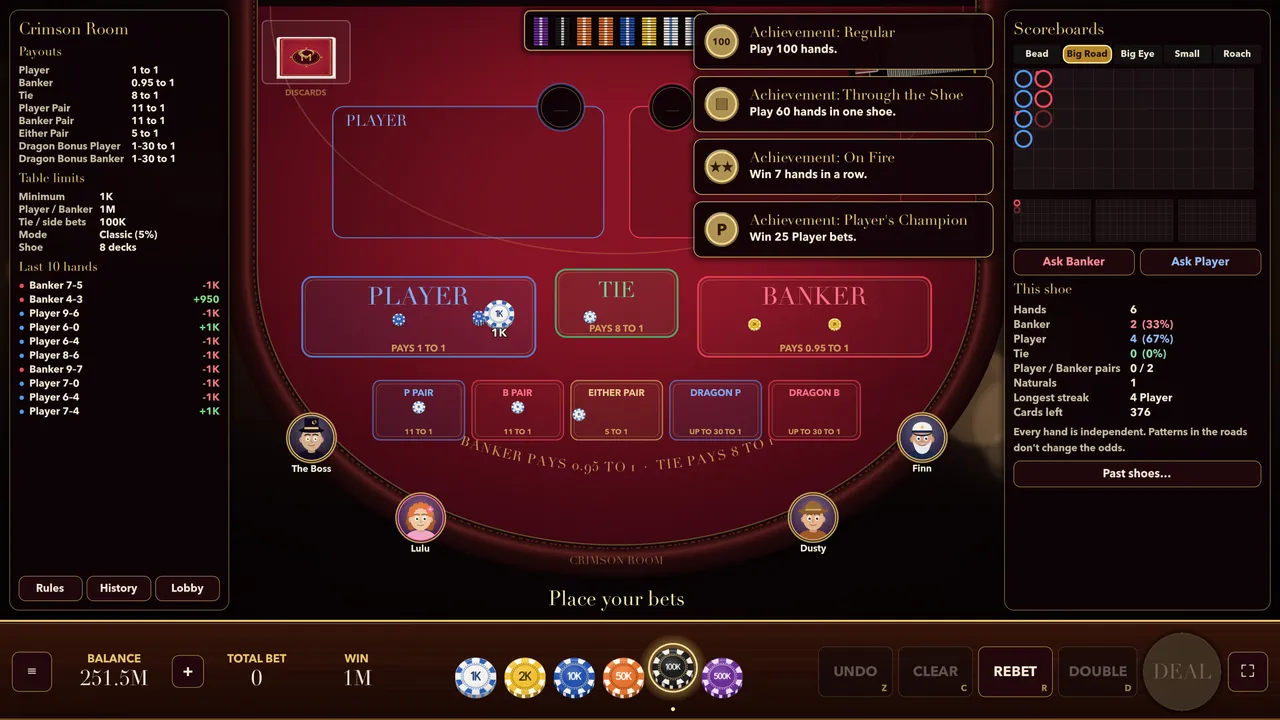 Crimson Room
Payouts
Player 1 to 1
Banker 0.95 to 1
Tie 8 to 1
Player Pair 11 to 1
Banker Pair 11 to 1
Either Pair 5 to 1
Dragon Bonus Player 1-30 to 1
Dragon Bonus Banker 1-30 to 1
Table limits
Minimum 1K
Player / Banker 1M
Tie / side bets 100K
Mode Classic (5%)
Shoe 8 decks
Last 10 hands
Banker 7-5 -1K
Banker 4-3 +950
Player 9-6 -1K
Player 6-0 +1K
Player 6-4 -1K
Player 8-6 -1K
Banker 9-7 -1K
Player 7-0 -1K
Player 6-4 -1K
Player 7-4 +1K
Rules History Lobby
M
DISCARDS
100
Achievement: Regular
Play 100 hands.
Achievement: Through the Shoe
Play 60 hands in one shoe.
Achievement: On Fire
Win 7 hands in a row.
P
Achievement: Player's Champion
Win 25 Player bets.
PLAYER
PLAYER
1K
1K
PAYS 1 TO 1
TIE
PAYS 8 TO 1
BANKER
PAYS 0.95 TO 1
P PAIR
11 TO 1
B PAIR
11 TO 1
EITHER PAIR
5 TO 1
DRAGON P
UP TO 30 TO 1
DRAGON B
UP TO 30 TO 1
BANKER PAYS 0.95 TO 1 · TIE PAYS 8 TO 1
The Boss
Lulu
Dusty
Finn
CRIMSON ROOM
Place your bets
Scoreboards
Bead Big Road Big Eye Small Roach
Ask Banker Ask Player
This shoe
Hands 6
Banker 2 (33%)
Player 4 (67%)
Tie 0 (0%)
Player / Banker pairs 0 / 2
Naturals 1
Longest streak 4 Player
Cards left 376
Every hand is independent. Patterns in the roads
don't change the odds.
Past shoes...
BALANCE
251.5M
+
TOTAL BET
0
WIN
1M
1K 2K 10K 50K 100K 500K
UNDO Z
CLEAR C
REBET R
DOUBLE D
DEAL